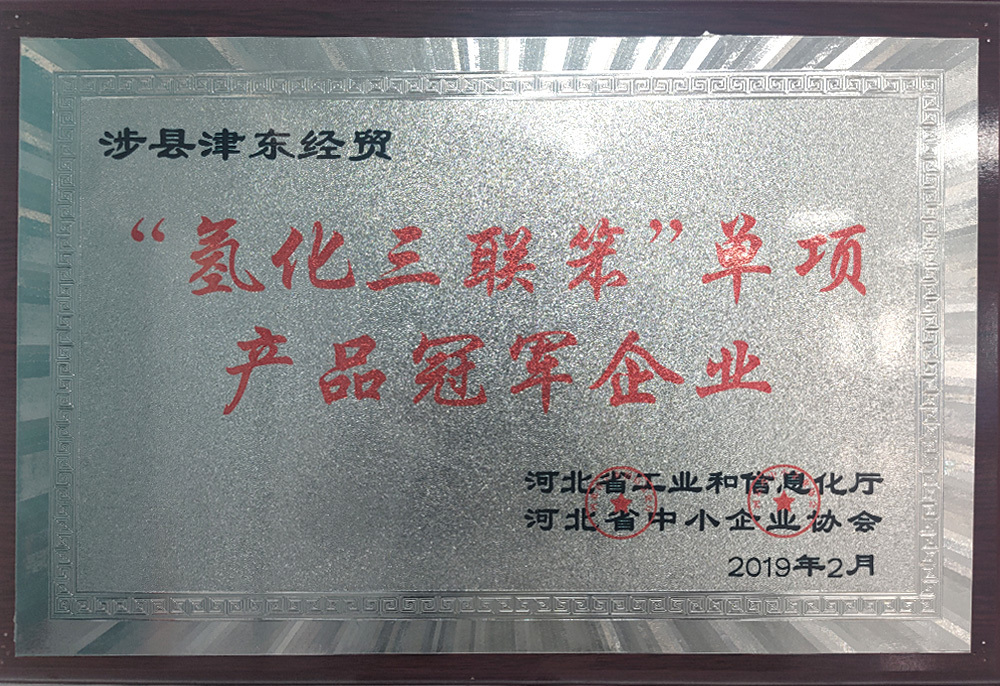 涉县津东经贸
“氢化三联笨”单项
产品冠军企业
河北省工业和信息化厅
河北省中小企业协会
2019年2月